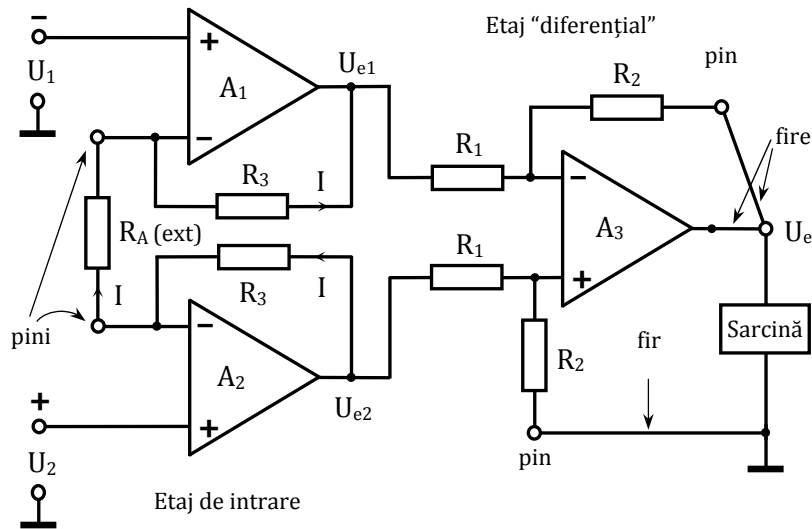 Etaj “diferențial”
−
U1
+
A1
−
Ue1
R3
I
RA (ext)
I
pini
R3
I
−
A2
+
Ue2
+
U2
Etaj de intrare
R1
R1
R2
pin
fire
−
A3
+
Ue
R2
fir
Sarcină
pin